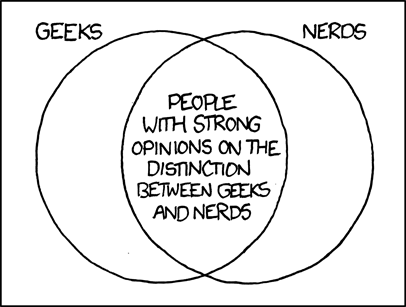 GEEKS
NERDS
PEOPLE
WITH STRONG
OPINIONS ON THE
DISTINCTION
BETWEEN GEEKS
AND NERDS